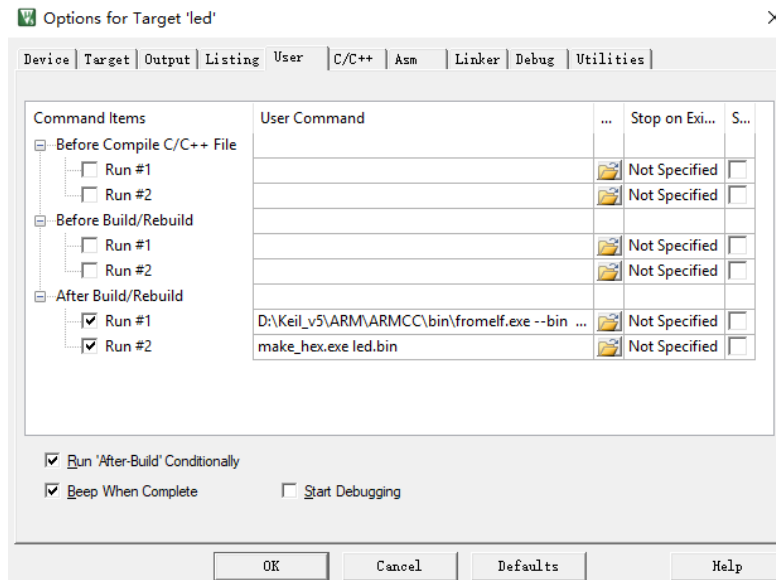 Options for Target 'led'
Device Target Output Listing User C/C++ Asm Linker Debug Utilities
Command Items User Command ... Stop on Exi... S...
Before Compile C/C++ File
Run #1 Not Specified
Run #2 Not Specified
Before Build/Rebuild
Run #1 Not Specified
Run #2 Not Specified
After Build/Rebuild
Run #1 D:\Keil_v5\ARM\ARMCC\bin\fromelf.exe --bin ... Not Specified
Run #2 make_hex.exe led.bin Not Specified
Run 'After-Build' Conditionally
Beep When Complete Start Debugging
OK Cancel Defaults Help